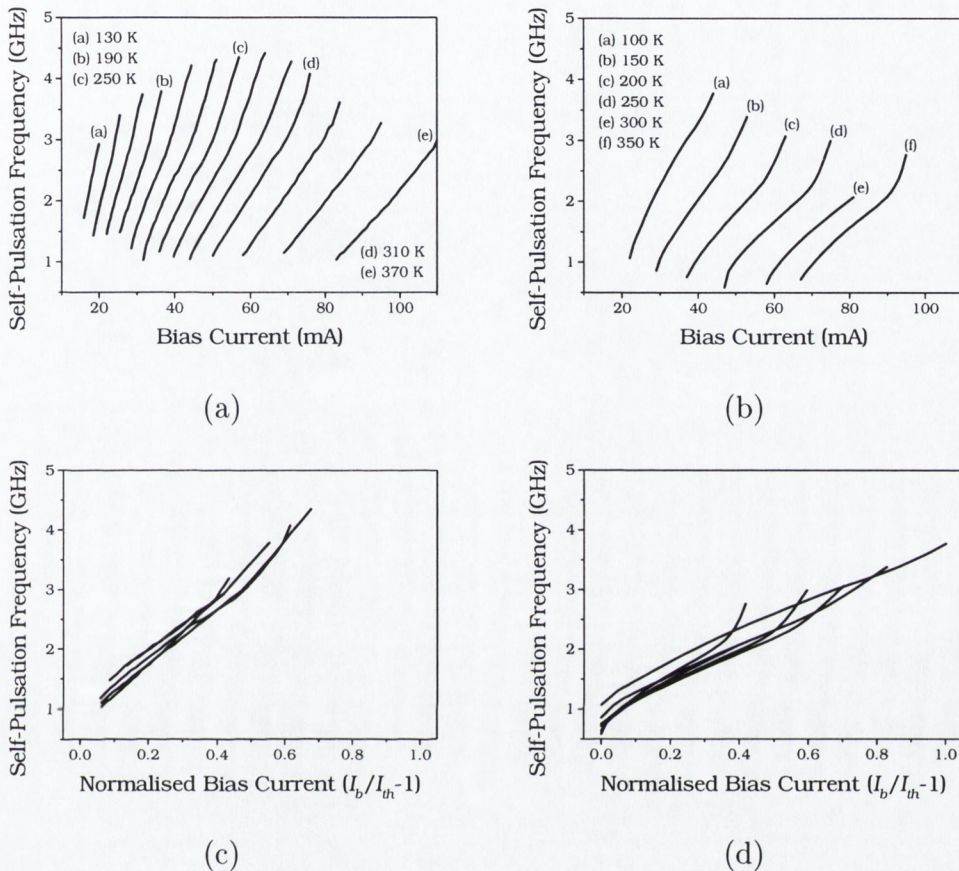 Self-Pulsation Frequency (GHz)
5
4
3
2
1
(a) 130 K
(b) 190 K
(c) 250 K
(a)
(b)
(c)
(d)
(e)
(d) 310 K
(e) 370 K
20 40 60 80 100
Bias Current (mA)
(a)
Self-Pulsation Frequency (GHz)
5
4
3
2
1
(a) 100 K
(b) 150 K
(c) 200 K
(d) 250 K
(e) 300 K
(f) 350 K
(a)
(b)
(c)
(d)
(e)
(f)
20 40 60 80 100
Bias Current (mA)
(b)
Self-Pulsation Frequency (GHz)
5
4
3
2
1
0.0 0.2 0.4 0.6 0.8 1.0
Normalised Bias Current (I_b/I_th-1)
(c)
Self-Pulsation Frequency (GHz)
5
4
3
2
1
0.0 0.2 0.4 0.6 0.8 1.0
Normalised Bias Current (I_b/I_th-1)
(d)